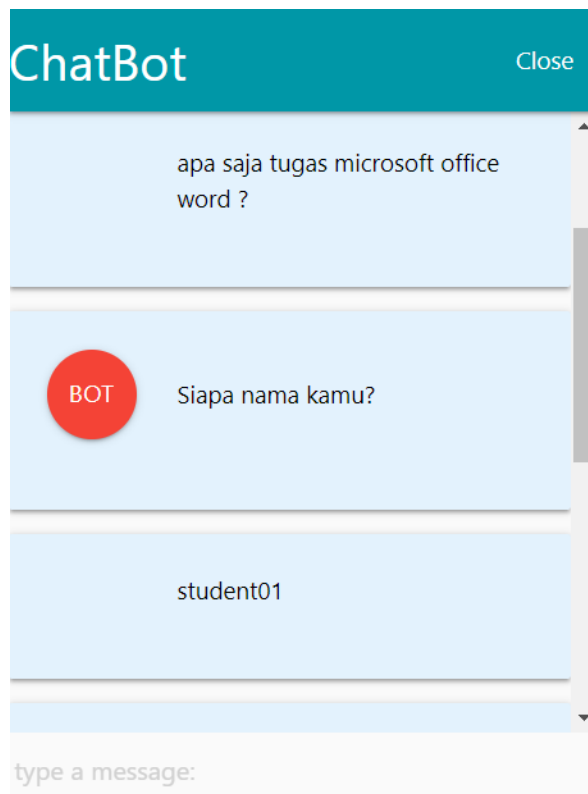 ChatBot
Close
apa saja tugas microsoft office
word ?
BOT
Siapa nama kamu?
student01
type a message: